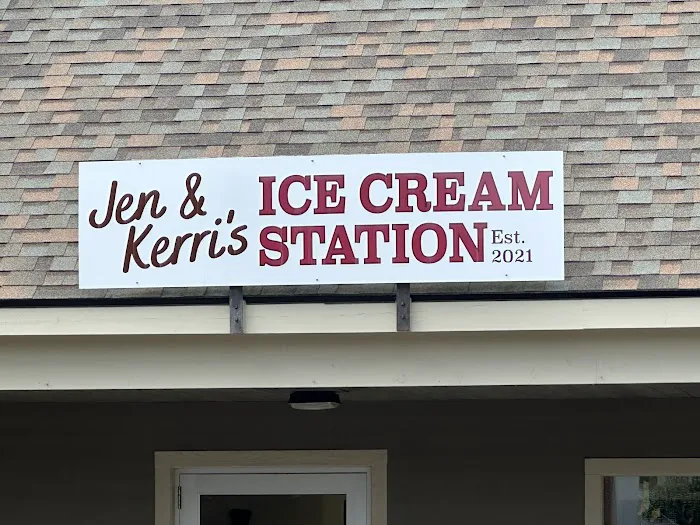 Jen &
Kerri's
ICE CREAM
STATION
Est.
2021